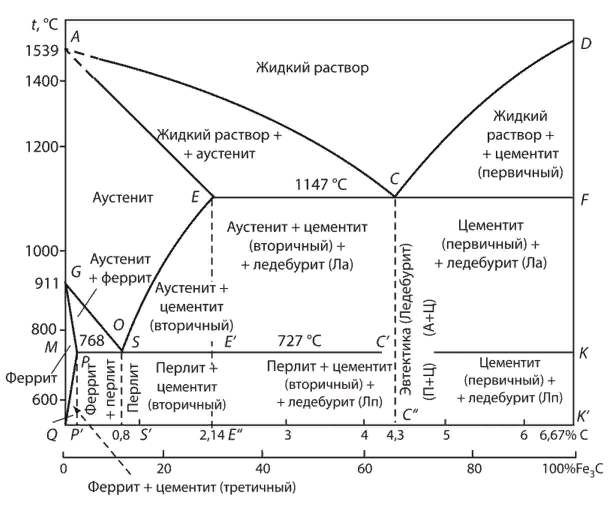 t, °C
1539
A
D
Жидкий раствор
1400
Жидкий
раствор +
+ цементит
(первичный)
Жидкий раствор +
+ аустенит
1200
C
1147 °C
E
F
Аустенит
Аустенит + цементит
(вторичный) +
+ ледебурит (Ла)
Цементит
(первичный) +
+ ледебурит (Ла)
1000
Аустенит
+ феррит
G
911
Аустенит +
цементит
(вторичный)
Эвтектика (Ледебурит)
(А+Ц)
(П+Ц)
800
O
M
768
S
E'
727 °C
C'
K
P
Феррит
Феррит
+ перлит
Перлит
Перлит +
цементит
(вторичный)
Перлит + цементит
(вторичный) +
+ ледебурит (Лп)
Цементит
(первичный) +
+ ледебурит (Лп)
600
C"
K'
Q P' 0,8 S' 2,14 E" 3 4 4,3 5 6 6,67% C
0 20 40 60 80 100%Fe₃C
Феррит + цементит (третичный)